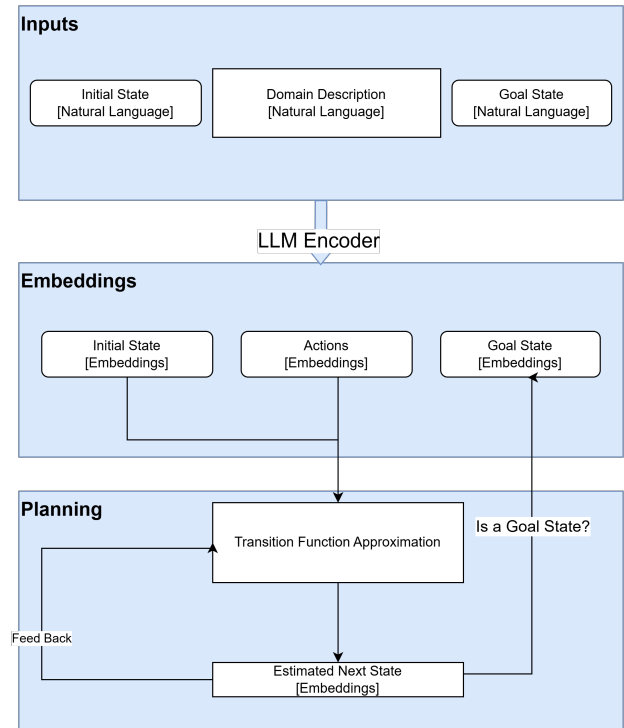 Inputs
Initial State
[Natural Language]
Domain Description
[Natural Language]
Goal State
[Natural Language]
LLM Encoder
Embeddings
Initial State
[Embeddings]
Actions
[Embeddings]
Goal State
[Embeddings]
Planning
Transition Function Approximation
Is a Goal State?
Feed Back
Estimated Next State
[Embeddings]